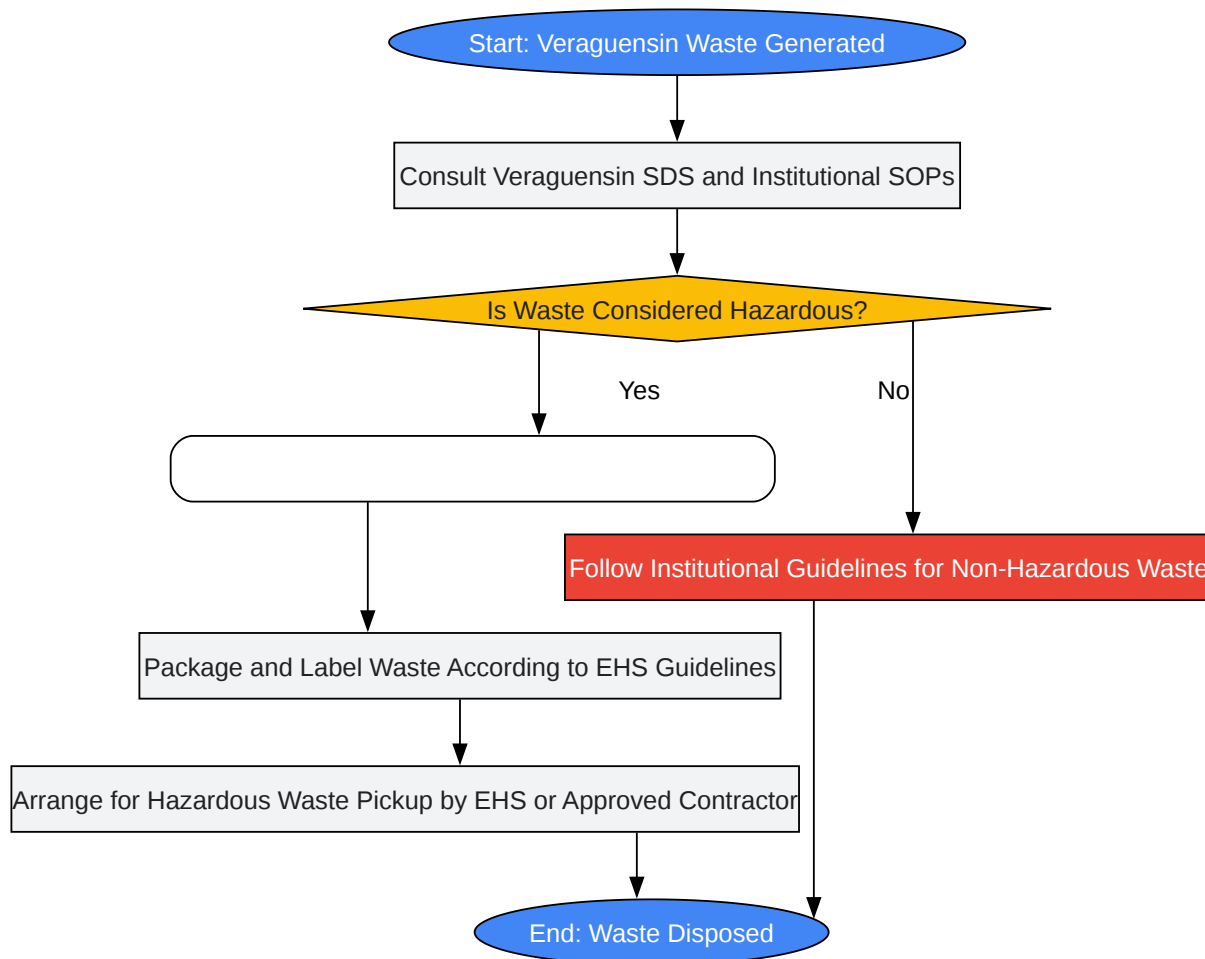 Start: Veraguensin Waste Generated
Consult Veraguensin SDS and Institutional SOPs
Is Waste Considered Hazardous?
Yes
No
Follow Institutional Guidelines for Non-Hazardous Waste
Package and Label Waste According to EHS Guidelines
Arrange for Hazardous Waste Pickup by EHS or Approved Contractor
End: Waste Disposed